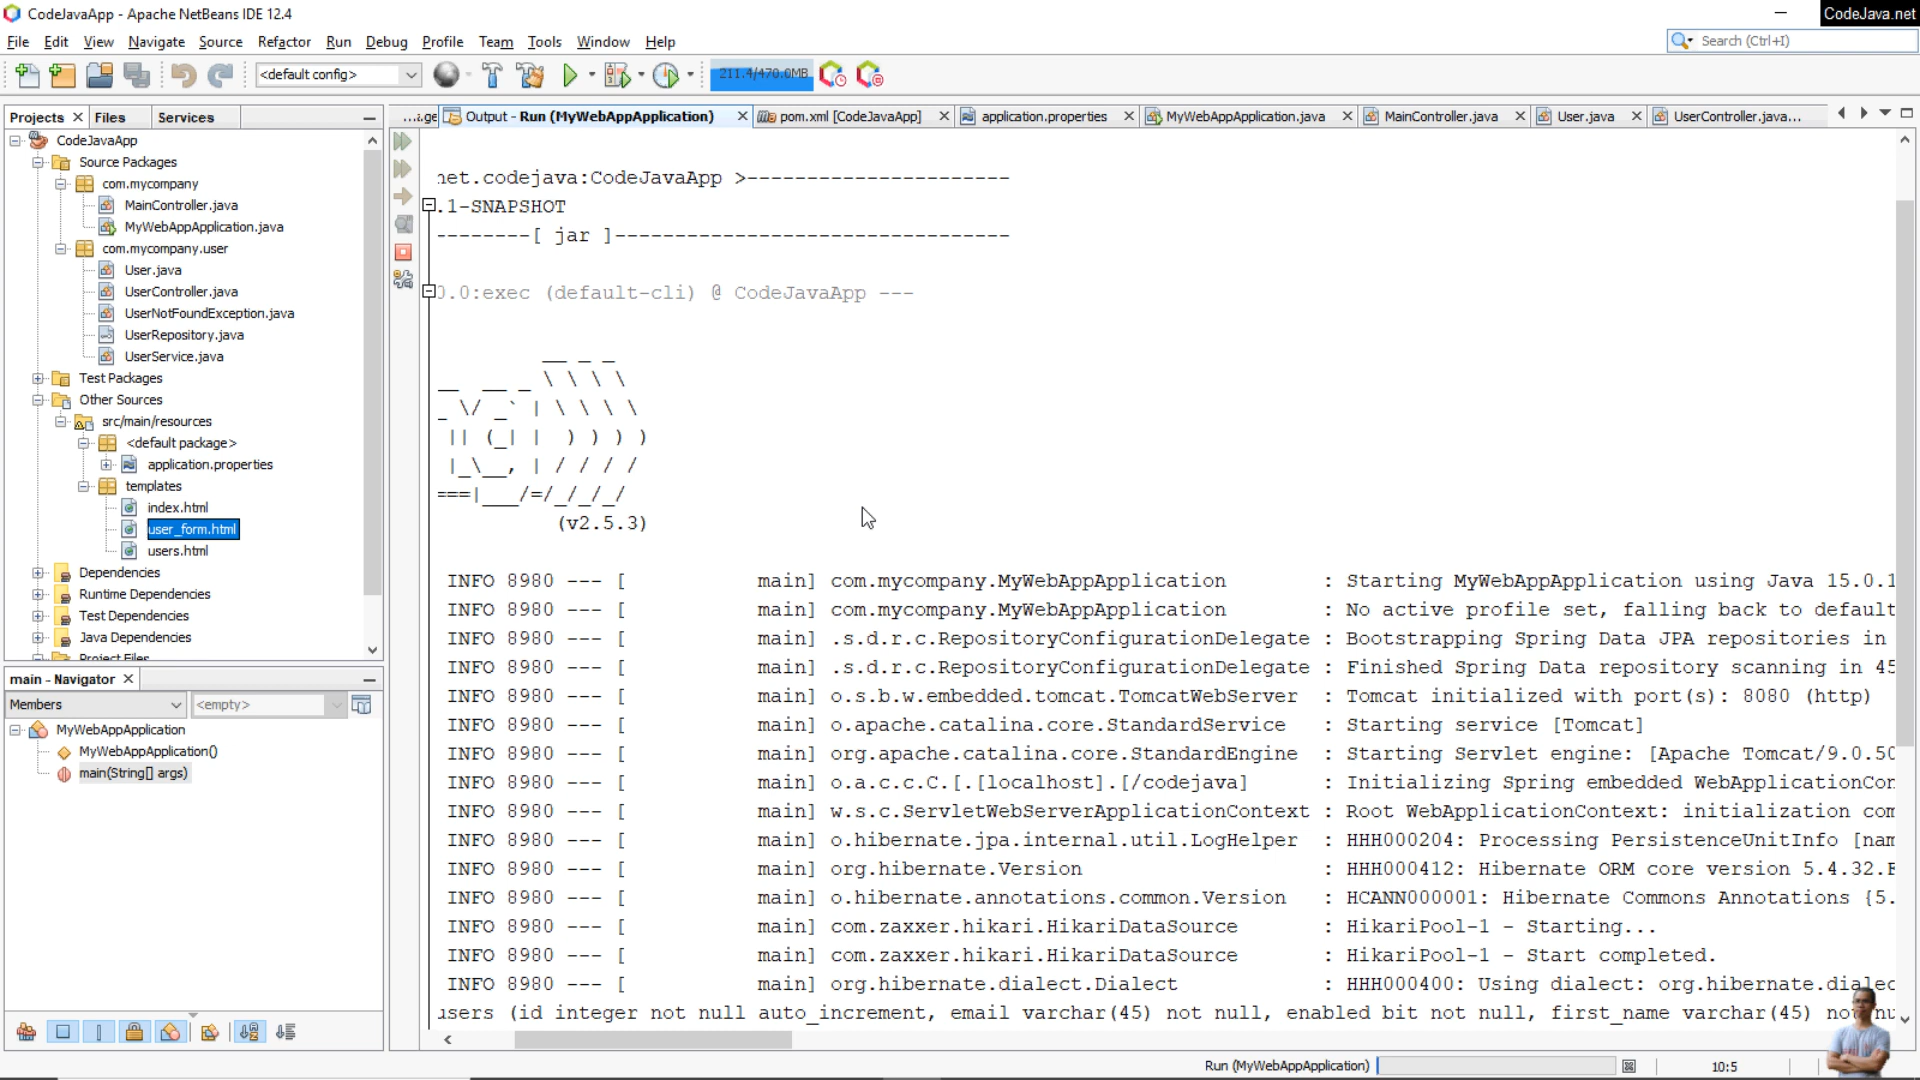 CodeJavaApp - Apache NetBeans IDE 12.4
CodeJava.net
File Edit View Navigate Source Refactor Run Debug Profile Team Tools Window Help
Search (Ctrl+I)
<default config>
211.4/470.0MB
Projects Files Services
...age Output - Run (MyWebAppApplication) pom.xml [CodeJavaApp] application.properties MyWebAppApplication.java MainController.java User.java UserController.java...
CodeJavaApp
Source Packages
com.mycompany
MainController.java
MyWebAppApplication.java
com.mycompany.user
User.java
UserController.java
UserNotFoundException.java
UserRepository.java
UserService.java
Test Packages
Other Sources
src/main/resources
<default package>
application.properties
templates
index.html
user_form.html
users.html
Dependencies
Runtime Dependencies
Test Dependencies
Java Dependencies
Project Files
main - Navigator
Members
<empty>
MyWebAppApplication
MyWebAppApplication()
main(String[] args)
net.codejava:CodeJavaApp >----------------------
.1-SNAPSHOT
--------[ jar ]---------------------------------
0.0:exec (default-cli) @ CodeJavaApp ---
__ _ _
__  __ _ \ \ \ \
_ \/ _` | \ \ \ \
|| (_| |  ) ) ) )
|_\__, | / / / /
===|___/=/_/_/_/
(v2.5.3)
INFO 8980 --- [ main] com.mycompany.MyWebAppApplication : Starting MyWebAppApplication using Java 15.0.1
INFO 8980 --- [ main] com.mycompany.MyWebAppApplication : No active profile set, falling back to default
INFO 8980 --- [ main] .s.d.r.c.RepositoryConfigurationDelegate : Bootstrapping Spring Data JPA repositories in
INFO 8980 --- [ main] .s.d.r.c.RepositoryConfigurationDelegate : Finished Spring Data repository scanning in 45
INFO 8980 --- [ main] o.s.b.w.embedded.tomcat.TomcatWebServer : Tomcat initialized with port(s): 8080 (http)
INFO 8980 --- [ main] o.apache.catalina.core.StandardService : Starting service [Tomcat]
INFO 8980 --- [ main] org.apache.catalina.core.StandardEngine : Starting Servlet engine: [Apache Tomcat/9.0.50
INFO 8980 --- [ main] o.a.c.c.C.[.[localhost].[/codejava] : Initializing Spring embedded WebApplicationCon
INFO 8980 --- [ main] w.s.c.ServletWebServerApplicationContext : Root WebApplicationContext: initialization com
INFO 8980 --- [ main] o.hibernate.jpa.internal.util.LogHelper : HHH000204: Processing PersistenceUnitInfo [nam
INFO 8980 --- [ main] org.hibernate.Version : HHH000412: Hibernate ORM core version 5.4.32.F
INFO 8980 --- [ main] o.hibernate.annotations.common.Version : HCANN000001: Hibernate Commons Annotations {5.
INFO 8980 --- [ main] com.zaxxer.hikari.HikariDataSource : HikariPool-1 - Starting...
INFO 8980 --- [ main] com.zaxxer.hikari.HikariDataSource : HikariPool-1 - Start completed.
INFO 8980 --- [ main] org.hibernate.dialect.Dialect : HHH000400: Using dialect: org.hibernate.dialec
users (id integer not null auto_increment, email varchar(45) not null, enabled bit not null, first_name varchar(45) not nu
Run (MyWebAppApplication)
10:5